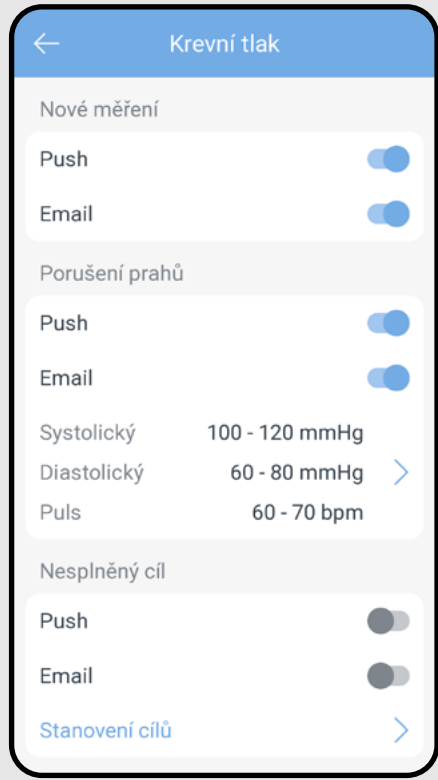 Krevní tlak
Nové měření
Push
Email
Porušení prahů
Push
Email
Systolický 100 - 120 mmHg
Diastolický 60 - 80 mmHg
Puls 60 - 70 bpm
Nesplněný cíl
Push
Email
Stanovení cílů